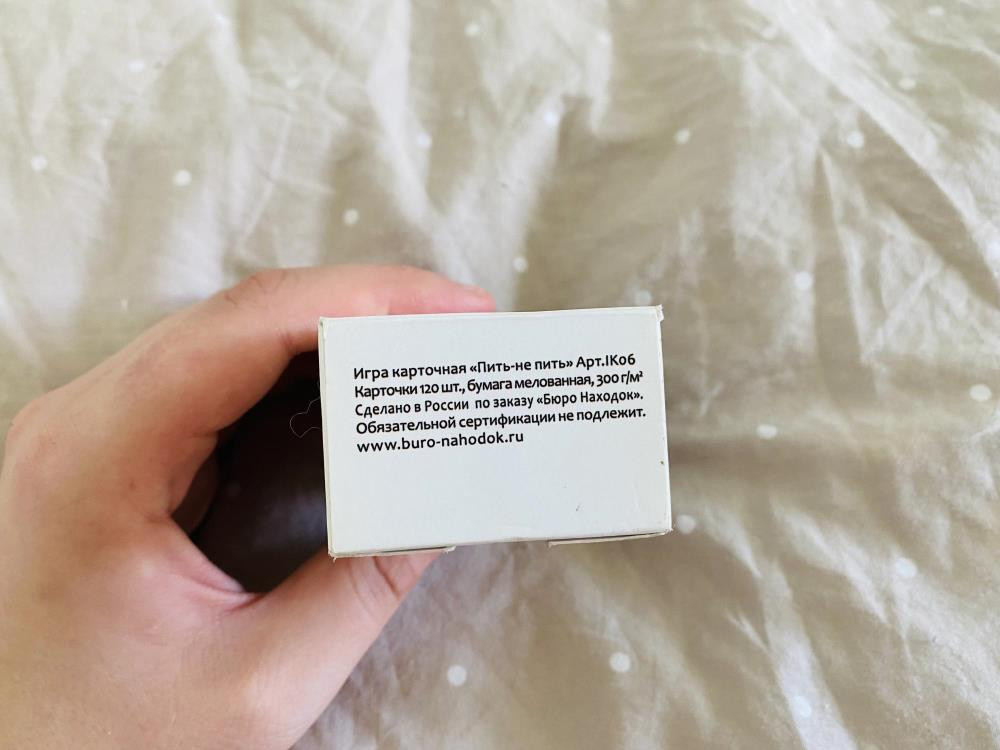 Игра карточная «Пить-не пить» Арт.IK06
Карточки 120 шт., бумага мелованная, 300 г/м²
Сделано в России по заказу «Бюро Находок».
Обязательной сертификации не подлежит.
www.buro-nahodok.ru